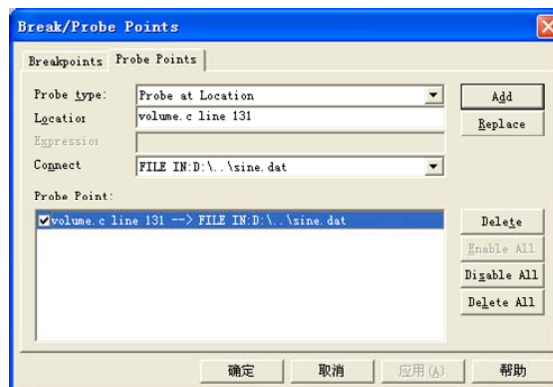 Break/Probe Points
Breakpoints Probe Points
Probe type: Probe at Location
Add
Locatior volume.c line 131
Replace
Expressior
Connect FILE IN:D:\..\sine.dat
Probe Point:
volume.c line 131 --> FILE IN:D:\..\sine.dat
Delete
Enable All
Disable All
Delete All
确定 取消 应用(A) 帮助